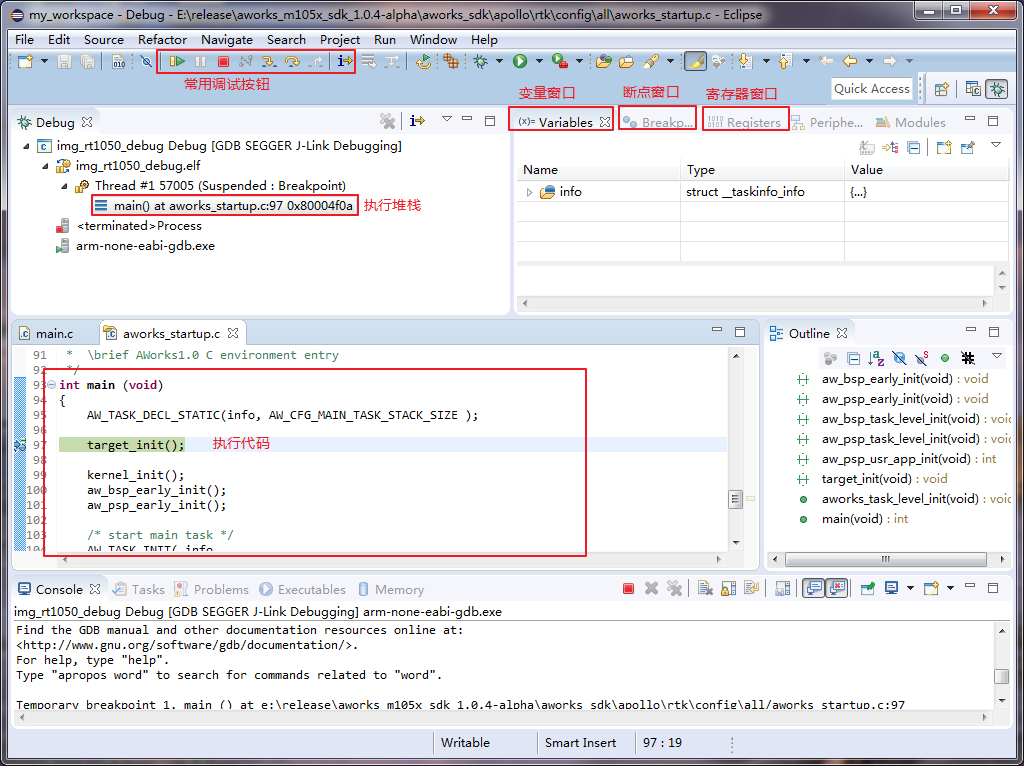 my_workspace - Debug - E:\release\aworks_m105x_sdk_1.0.4-alpha\aworks_sdk\apollo\rtk\config\all\aworks_startup.c - Eclipse
File Edit Source Refactor Navigate Search Project Run Window Help
常用调试按钮
变量窗口 断点窗口 寄存器窗口
Quick Access
Debug
(x)= Variables Breakp... Registers Periphe... Modules
img_rt1050_debug Debug [GDB SEGGER J-Link Debugging]
img_rt1050_debug.elf
Thread #1 57005 (Suspended : Breakpoint)
main() at aworks_startup.c:97 0x80004f0a 执行堆栈
<terminated>Process
arm-none-eabi-gdb.exe
Name Type Value
info struct __taskinfo_info {...}
main.c aworks_startup.c
91 * \brief AWorks1.0 C environment entry
92 */
93 int main (void)
94 {
95 AW_TASK_DECL_STATIC(info, AW_CFG_MAIN_TASK_STACK_SIZE );
96
97 target_init(); 执行代码
98
99 kernel_init();
100 aw_bsp_early_init();
101 aw_psp_early_init();
102
103 /* start main task */
104 AW_TASK_INIT( info,
Outline
aw_bsp_early_init(void) : void
aw_psp_early_init(void) : void
aw_bsp_task_level_init(void) : voic
aw_psp_task_level_init(void) : voic
aw_psp_usr_app_init(void) : int
target_init(void) : void
aworks_task_level_init(void) : voic
main(void) : int
Console Tasks Problems Executables Memory
img_rt1050_debug Debug [GDB SEGGER J-Link Debugging] arm-none-eabi-gdb.exe
Find the GDB manual and other documentation resources online at:
<http://www.gnu.org/software/gdb/documentation/>.
For help, type "help".
Type "apropos word" to search for commands related to "word".
Temporary breakpoint 1, main () at e:\release\aworks_m105x_sdk_1.0.4-alpha\aworks_sdk\apollo\rtk\config\all/aworks_startup.c:97
Writable Smart Insert 97 : 19